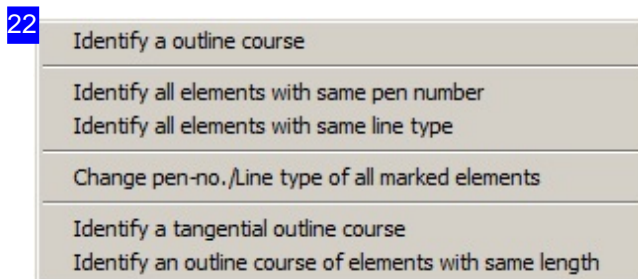 22
Identify a outline course
Identify all elements with same pen number
Identify all elements with same line type
Change pen-no./Line type of all marked elements
Identify a tangential outline course
Identify an outline course of elements with same length